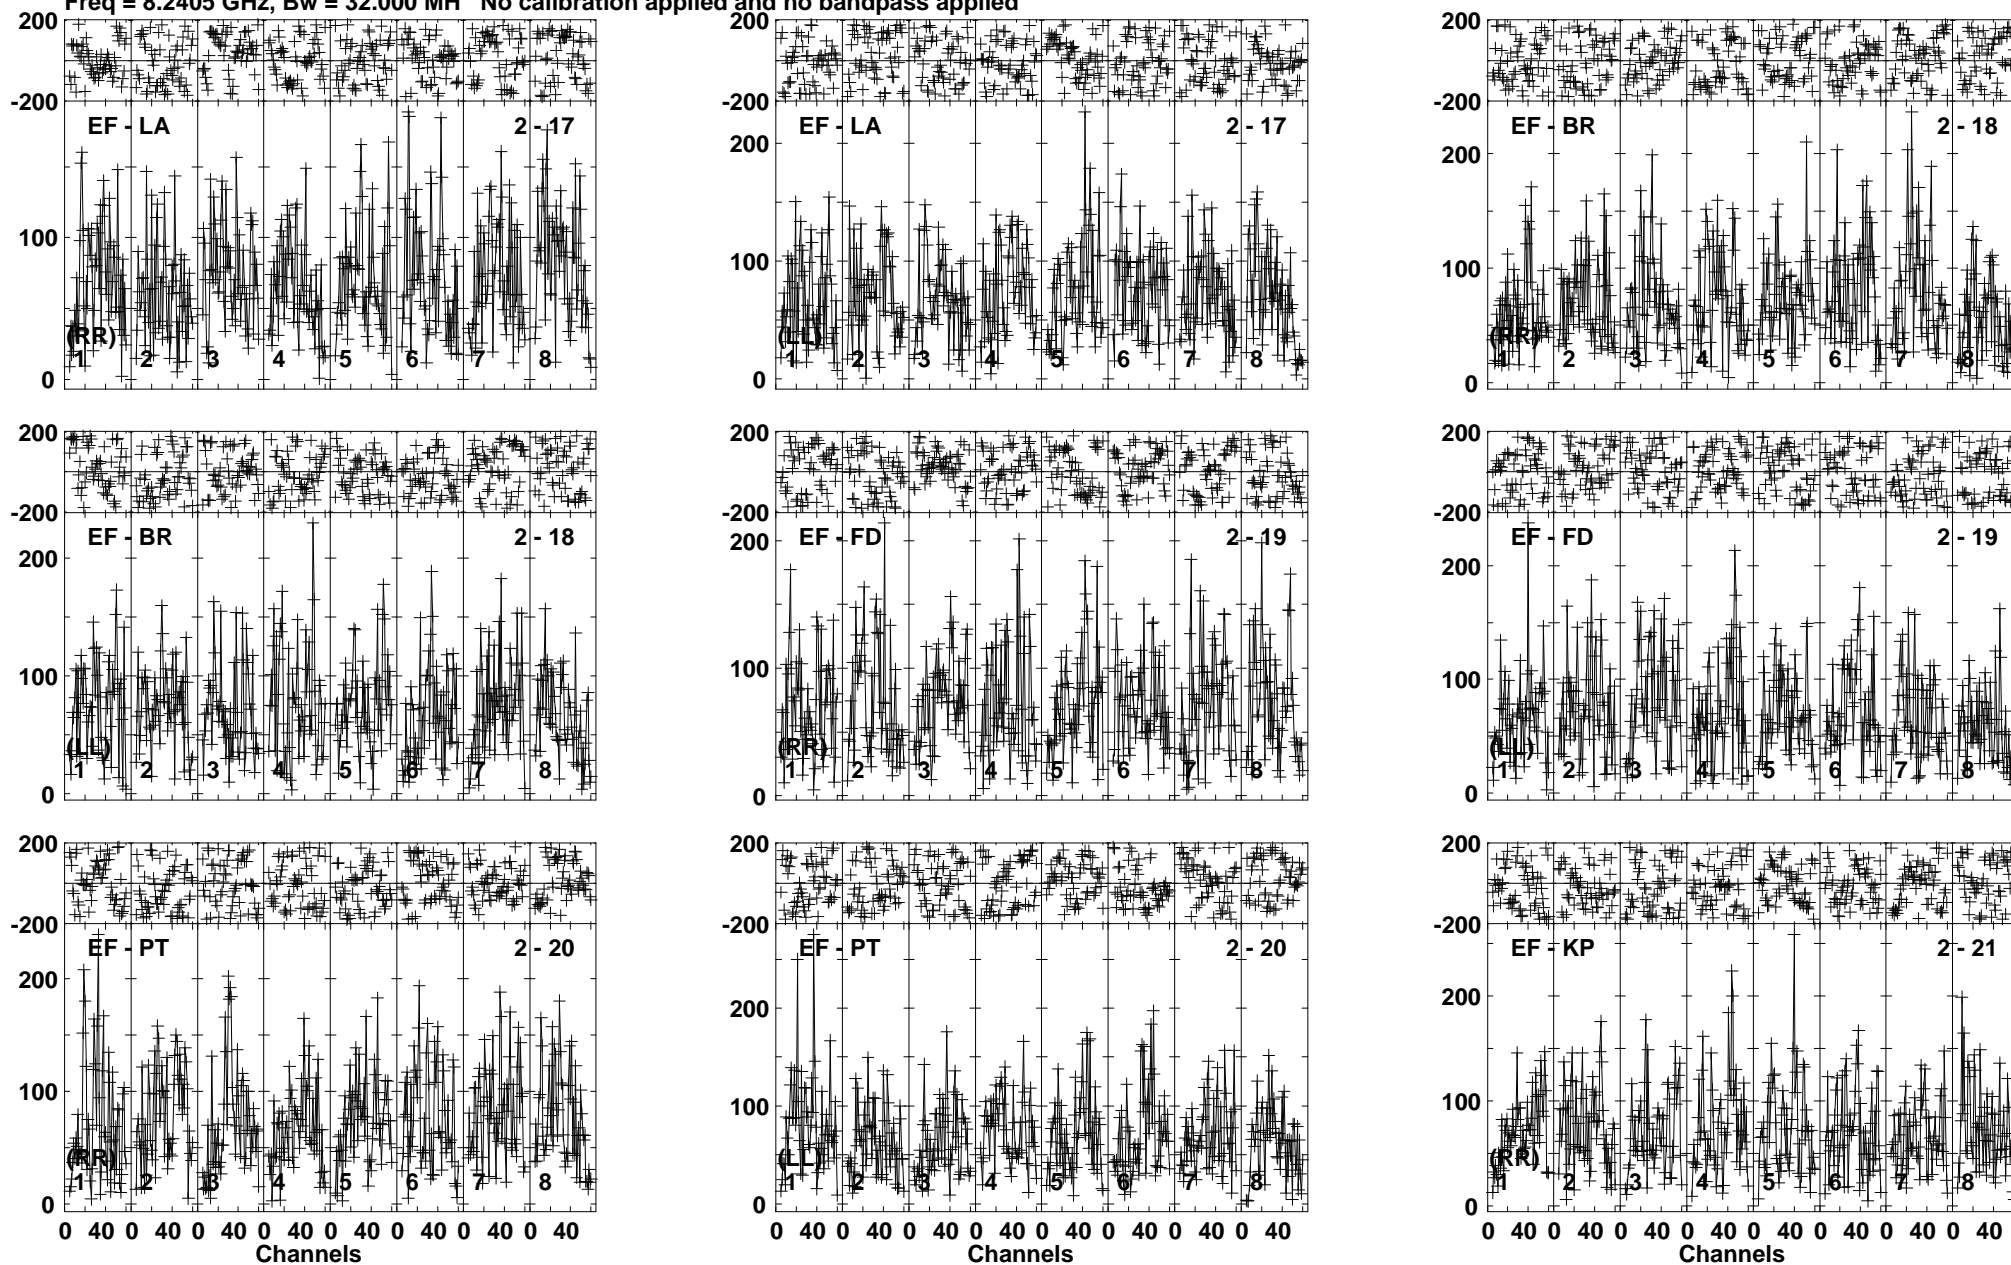 Freq = 8.2405 GHz, Bw = 32.000 MH No calibration applied and no bandpass applied
200 200 200
-200 -200 -200
EF - LA 2 - 17 EF - LA 2 - 17 EF - BR 2 - 18
200 200
100 100 100
(RR) (LL) (RR)
1 2 3 4 5 6 7 8 1 2 3 4 5 6 7 8 1 2 3 4 5 6 7 8
0 0 0
200 200 200
-200 -200 -200
EF - BR 2 - 18 EF - FD 2 - 19 EF - FD 2 - 19
200 200 200
100 100 100
(LL) (RR) (LL)
1 2 3 4 5 6 7 8 1 2 3 4 5 6 7 8 1 2 3 4 5 6 7 8
0 0 0
200 200 200
-200 -200 -200
EF - PT 2 - 20 EF - PT 2 - 20 EF - KP 2 - 21
200 200 200
100 100 100
(RR) (LL) (RR)
1 2 3 4 5 6 7 8 1 2 3 4 5 6 7 8 1 2 3 4 5 6 7 8
0 0 0
0 40 0 40 0 40 0 40 0 40 0 40 0 40 0 40 0 40 0 40 0 40 0 40 0 40 0 40 0 40 0 40 0 40 0 40 0 40 0 40 0 40 0 40 0 40 0 40
Channels Channels Channels